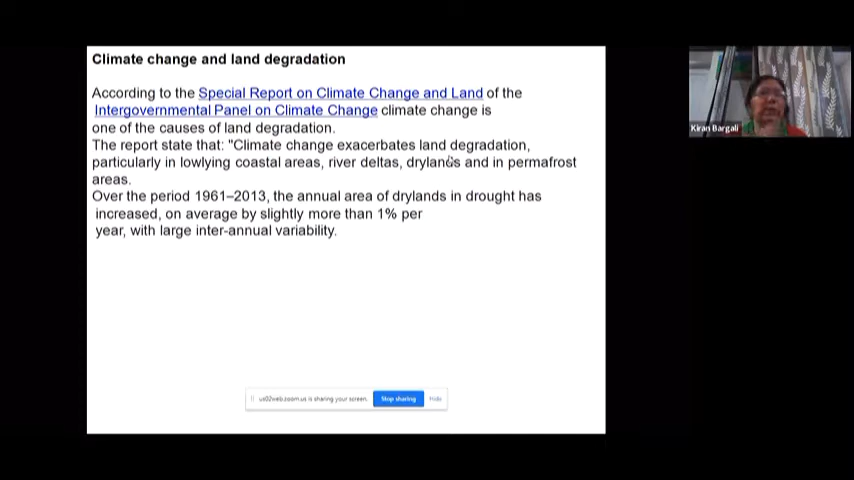 Climate change and land degradation
According to the Special Report on Climate Change and Land of the
Intergovernmental Panel on Climate Change climate change is
one of the causes of land degradation.
The report state that: "Climate change exacerbates land degradation,
particularly in lowlying coastal areas, river deltas, drylands and in permafrost
areas.
Over the period 1961–2013, the annual area of drylands in drought has
increased, on average by slightly more than 1% per
year, with large inter-annual variability.
us02web.zoom.us is sharing your screen.
Stop sharing
Hide
Kiran Bargali